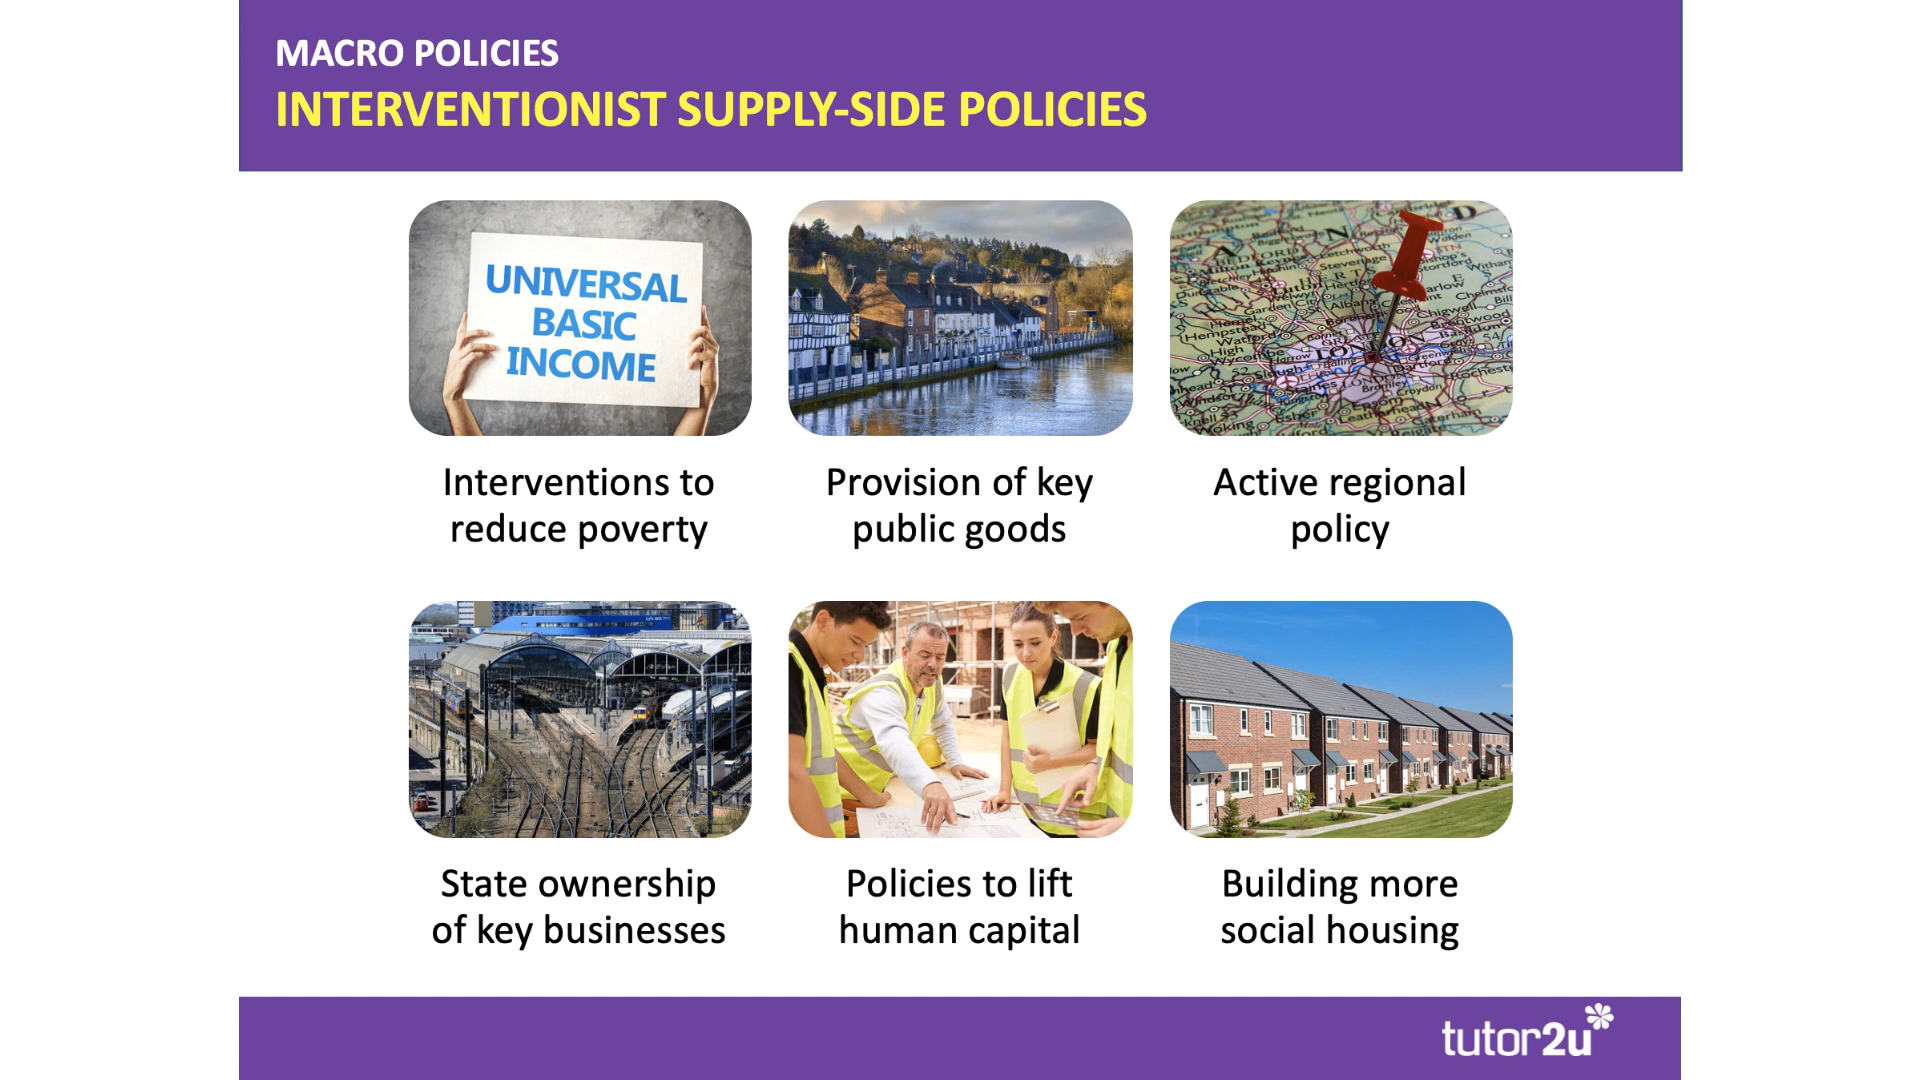 MACRO POLICIES
INTERVENTIONIST SUPPLY-SIDE POLICIES
UNIVERSAL
BASIC
INCOME
LONDON
Interventions to
reduce poverty
Provision of key
public goods
Active regional
policy
State ownership
of key businesses
Policies to lift
human capital
Building more
social housing
tutor2u